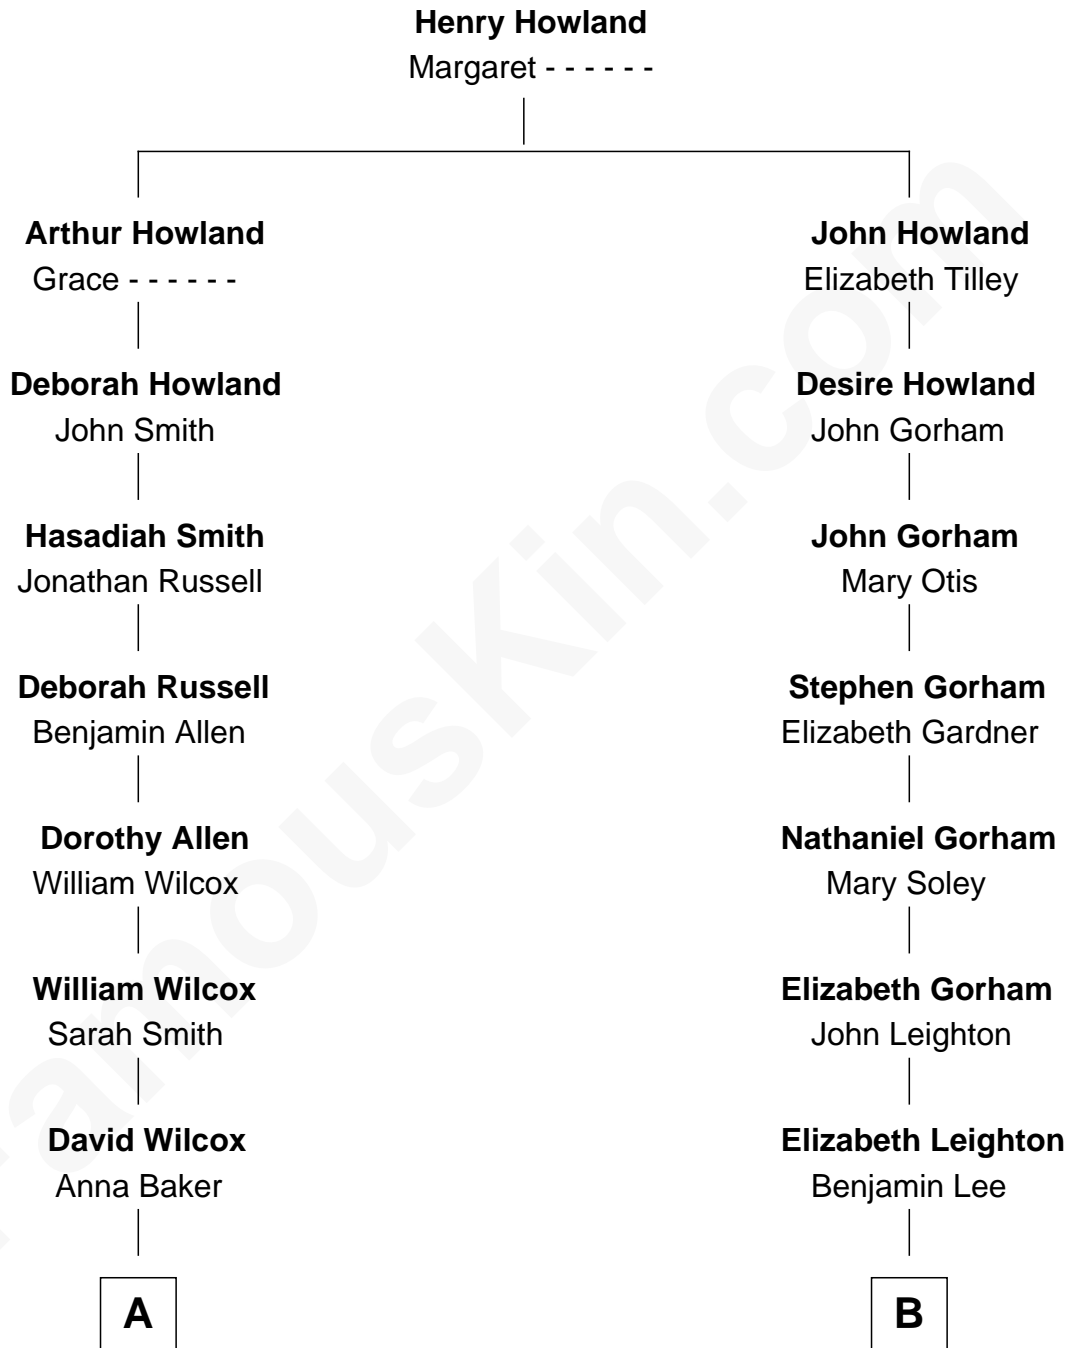 Henry Howland
Margaret - - - - - -
Arthur Howland
Grace - - - - - -
John Howland
Elizabeth Tilley
Deborah Howland
John Smith
Desire Howland
John Gorham
Hasadiah Smith
Jonathan Russell
John Gorham
Mary Otis
Deborah Russell
Benjamin Allen
Stephen Gorham
Elizabeth Gardner
Dorothy Allen
William Wilcox
Nathaniel Gorham
Mary Soley
William Wilcox
Sarah Smith
Elizabeth Gorham
John Leighton
David Wilcox
Anna Baker
Elizabeth Leighton
Benjamin Lee
A
B
FamousKin.com